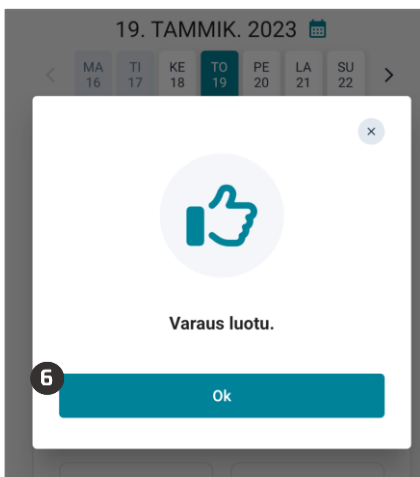 19. TAMMIK. 2023
MA TI KE TO PE LA SU
16 17 18 19 20 21 22
Varaus luotu.
6
Ok